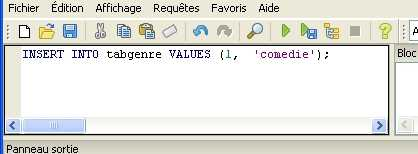 Fichier Édition Affichage Requêtes Favoris Aide
INSERT INTO tabgenre VALUES (1, 'comedie');
Bloc
Panneau sortie